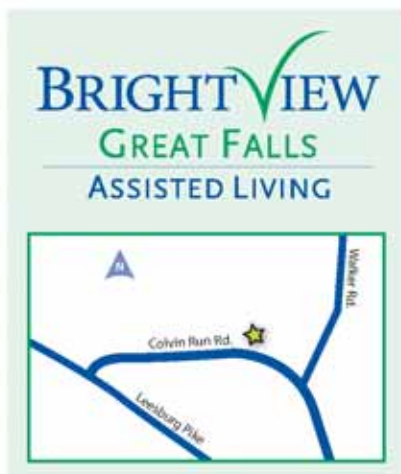 BRIGHTVIEW
GREAT FALLS
ASSISTED LIVING
N
Walker Rd.
Colvin Run Rd.
Leesburg Pike